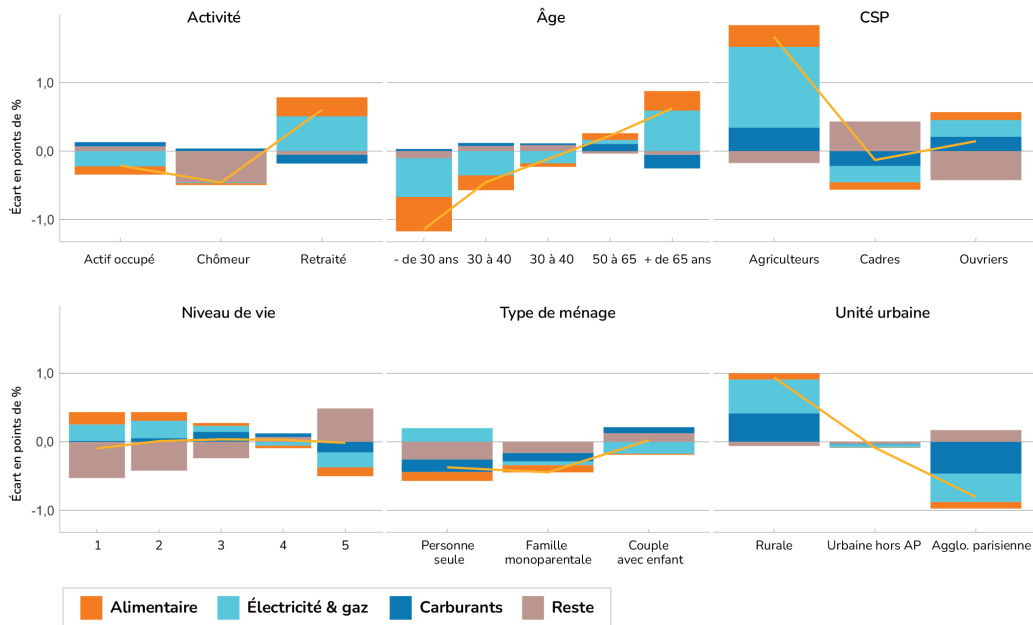 Activité
Âge
CSP
Écart en points de %
1,0
0,0
-1,0
Actif occupé
Chômeur
Retraité
- de 30 ans
30 à 40
30 à 40
50 à 65
+ de 65 ans
Agriculteurs
Cadres
Ouvriers
Niveau de vie
Type de ménage
Unité urbaine
Écart en points de %
1,0
0,0
-1,0
1
2
3
4
5
Personne
seule
Famille
monoparentale
Couple
avec enfant
Rurale
Urbaine hors AP
Agglo. parisienne
Alimentaire
Électricité & gaz
Carburants
Reste